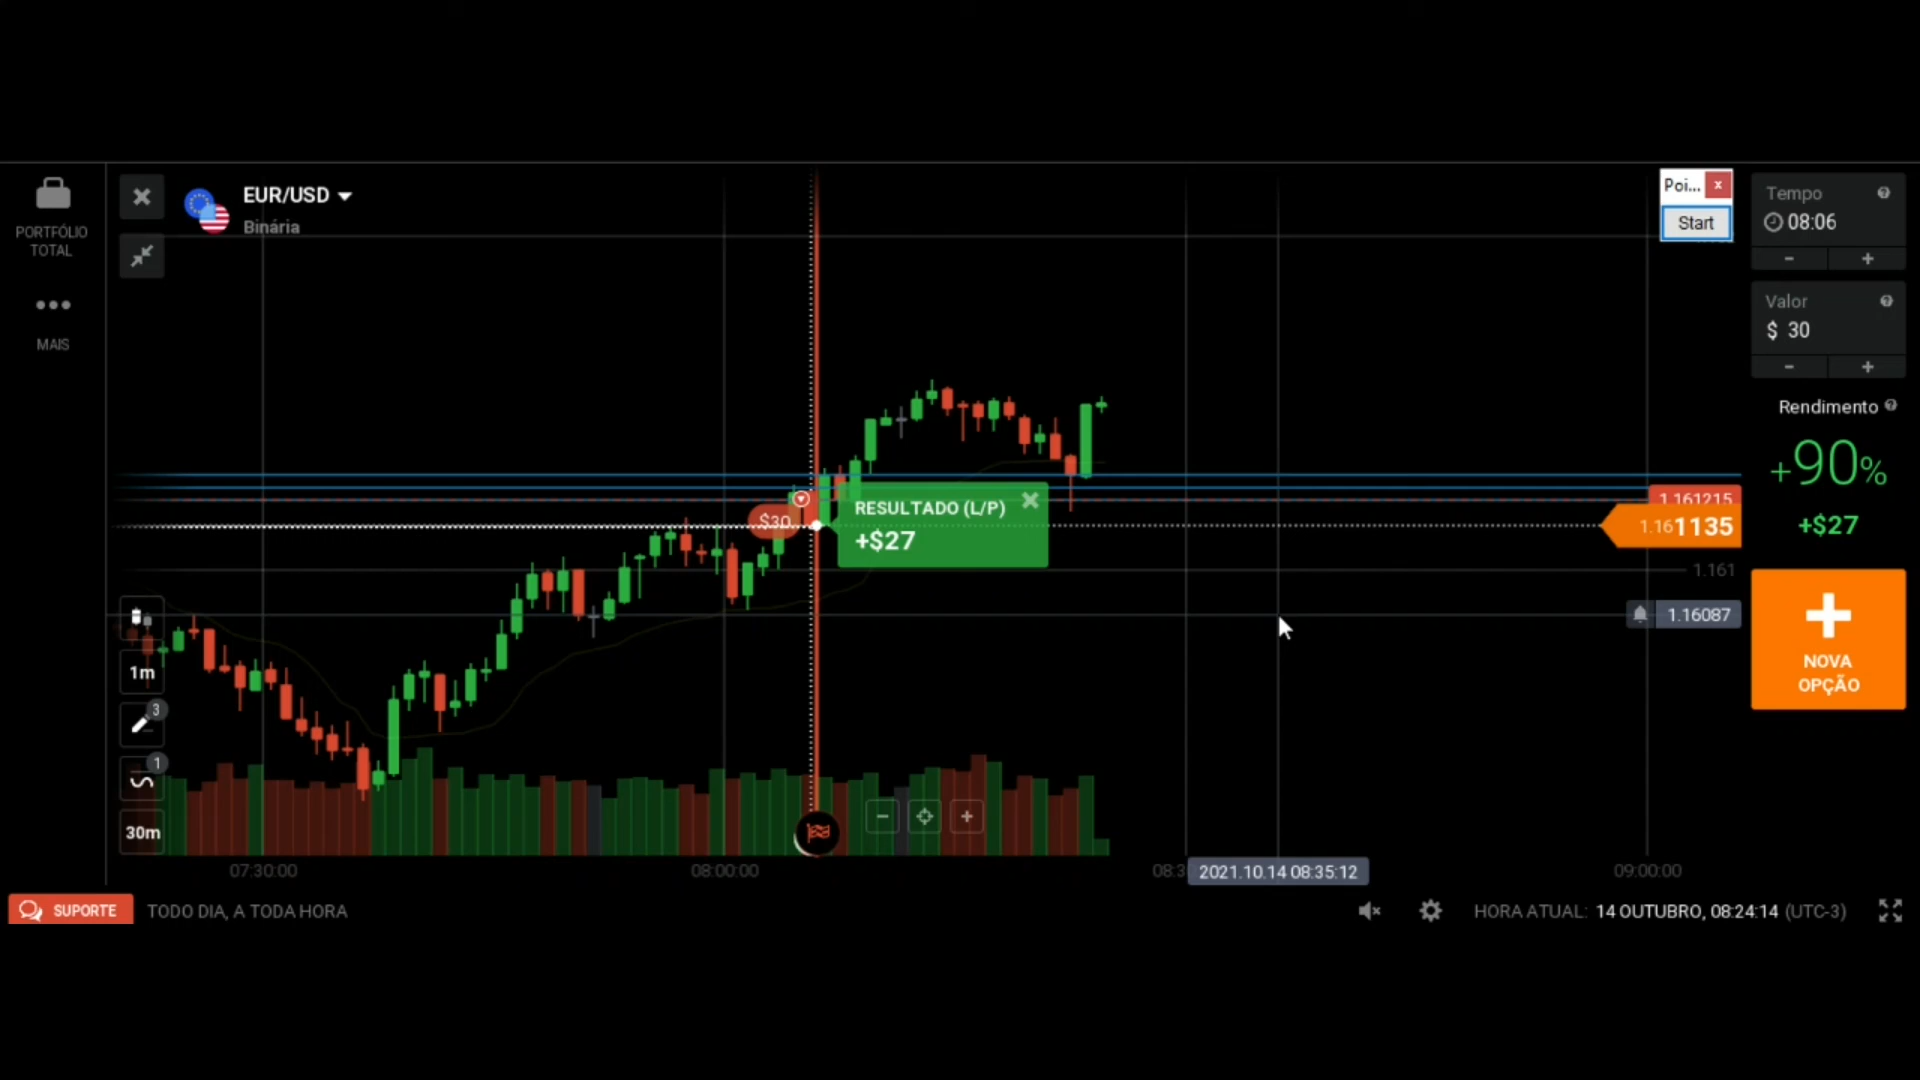 PORTFÓLIO
TOTAL
MAIS
EUR/USD
Binária
Poi...
x
Start
Tempo
08:06
- +
Valor
$ 30
- +
Rendimento
+90%
+$27
NOVA
OPÇÃO
$30
RESULTADO (L/P)
+$27
1.161215
1.161135
1.161
1.16087
1m
3
1
30m
07:30:00
08:00:00
08:3
2021.10.14 08:35:12
09:00:00
SUPORTE
TODO DIA, A TODA HORA
HORA ATUAL: 14 OUTUBRO, 08:24:14 (UTC-3)